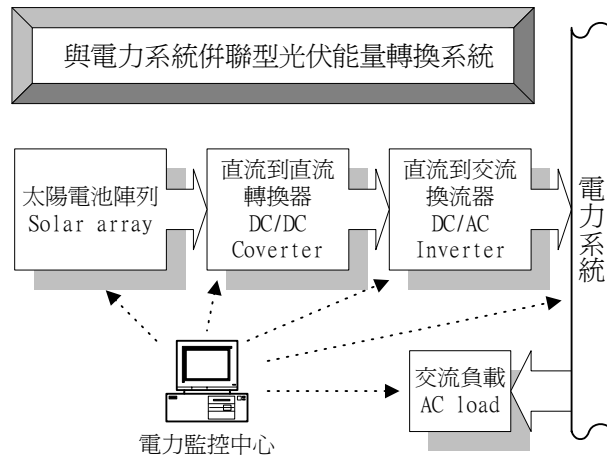 與電力系統併聯型光伏能量轉換系統
太陽電池陣列
Solar array
直流到直流
轉換器
DC/DC
Coverter
直流到交流
換流器
DC/AC
Inverter
電力系統
交流負載
AC load
電力監控中心